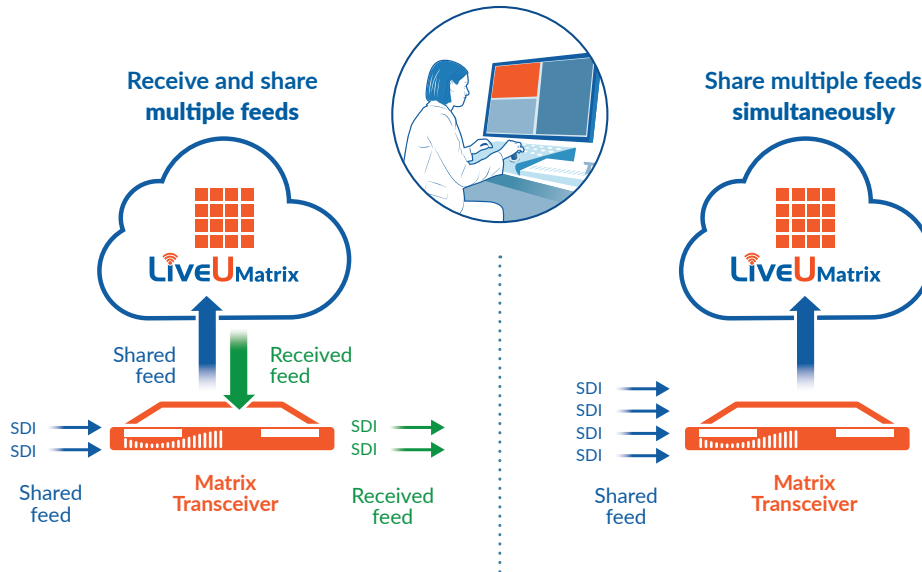 Receive and share
multiple feeds
LiveU Matrix
Shared
feed
Received
feed
SDI
SDI
SDI
SDI
Shared
feed
Matrix
Transceiver
Received
feed
Share multiple feeds
simultaneously
LiveU Matrix
SDI
SDI
SDI
SDI
Shared
feed
Matrix
Transceiver